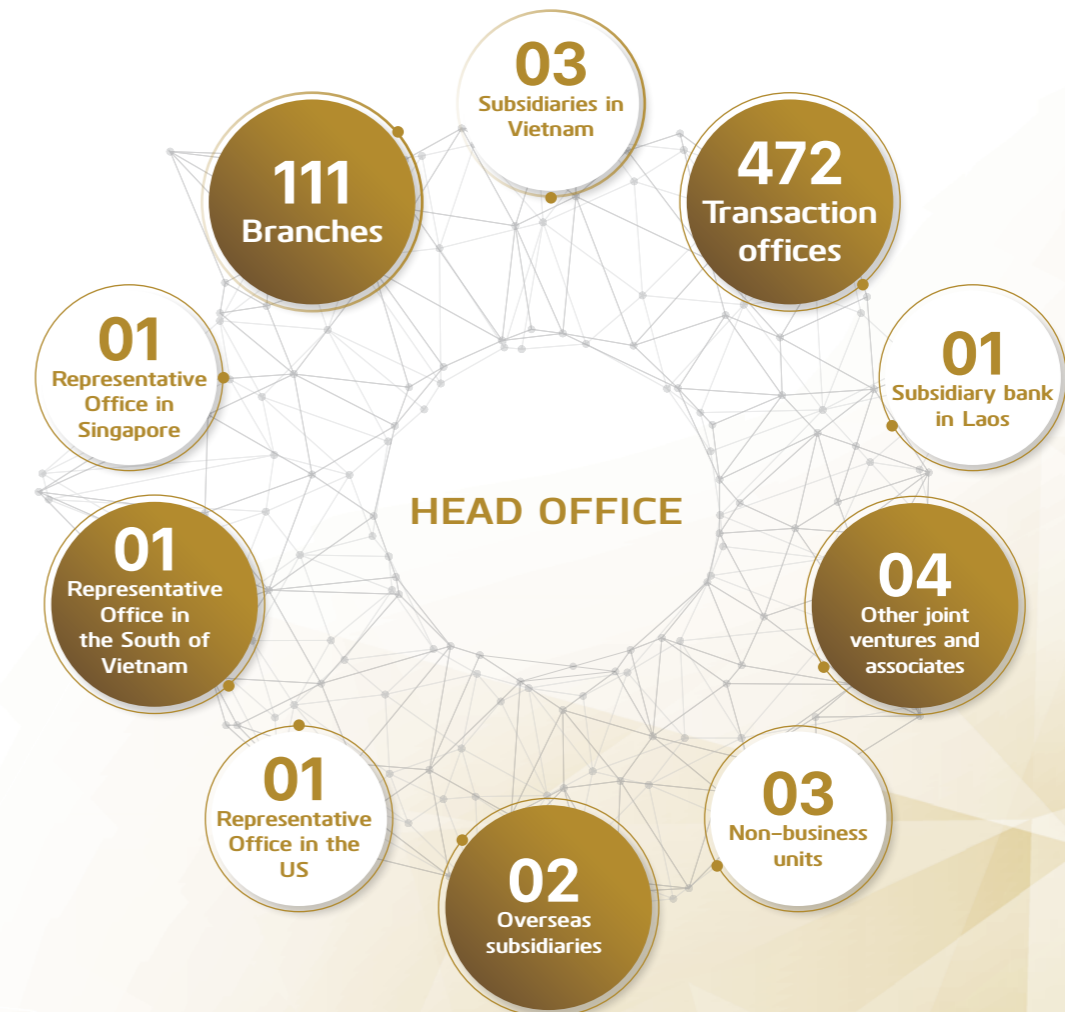 03
Subsidiaries in
Vietnam
111
Branches
472
Transaction
offices
01
Representative
Office in
Singapore
01
Subsidiary bank
in Laos
HEAD OFFICE
01
Representative
Office in
the South of
Vietnam
04
Other joint
ventures and
associates
01
Representative
Office in the
US
03
Non-business
units
02
Overseas
subsidiaries